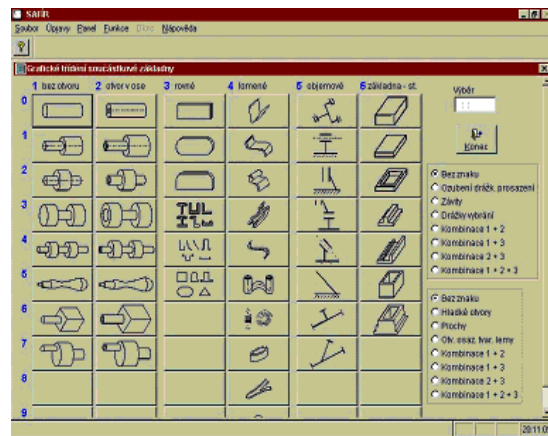 SAFÍR
Soubor Úpravy Panel Funkce Okno Nápověda
Grafické třídění součástkové základny
1 bez otvoru 2 otvor v ose 3 rovné 4 lomené 5 objemové 6 základna - st.
0
1
2
3
4
5
6
7
8
9
Výběr
Konec
Bez znaku
Ozubení drážk. prosazení
Závity
Drážky vybrání
Kombinace 1 + 2
Kombinace 1 + 3
Kombinace 2 + 3
Kombinace 1 + 2 + 3
Bez znaku
Hladké otvory
Plochy
Otv. osaz. tvar. lemy
Kombinace 1 + 2
Kombinace 1 + 3
Kombinace 2 + 3
Kombinace 1 + 2 + 3